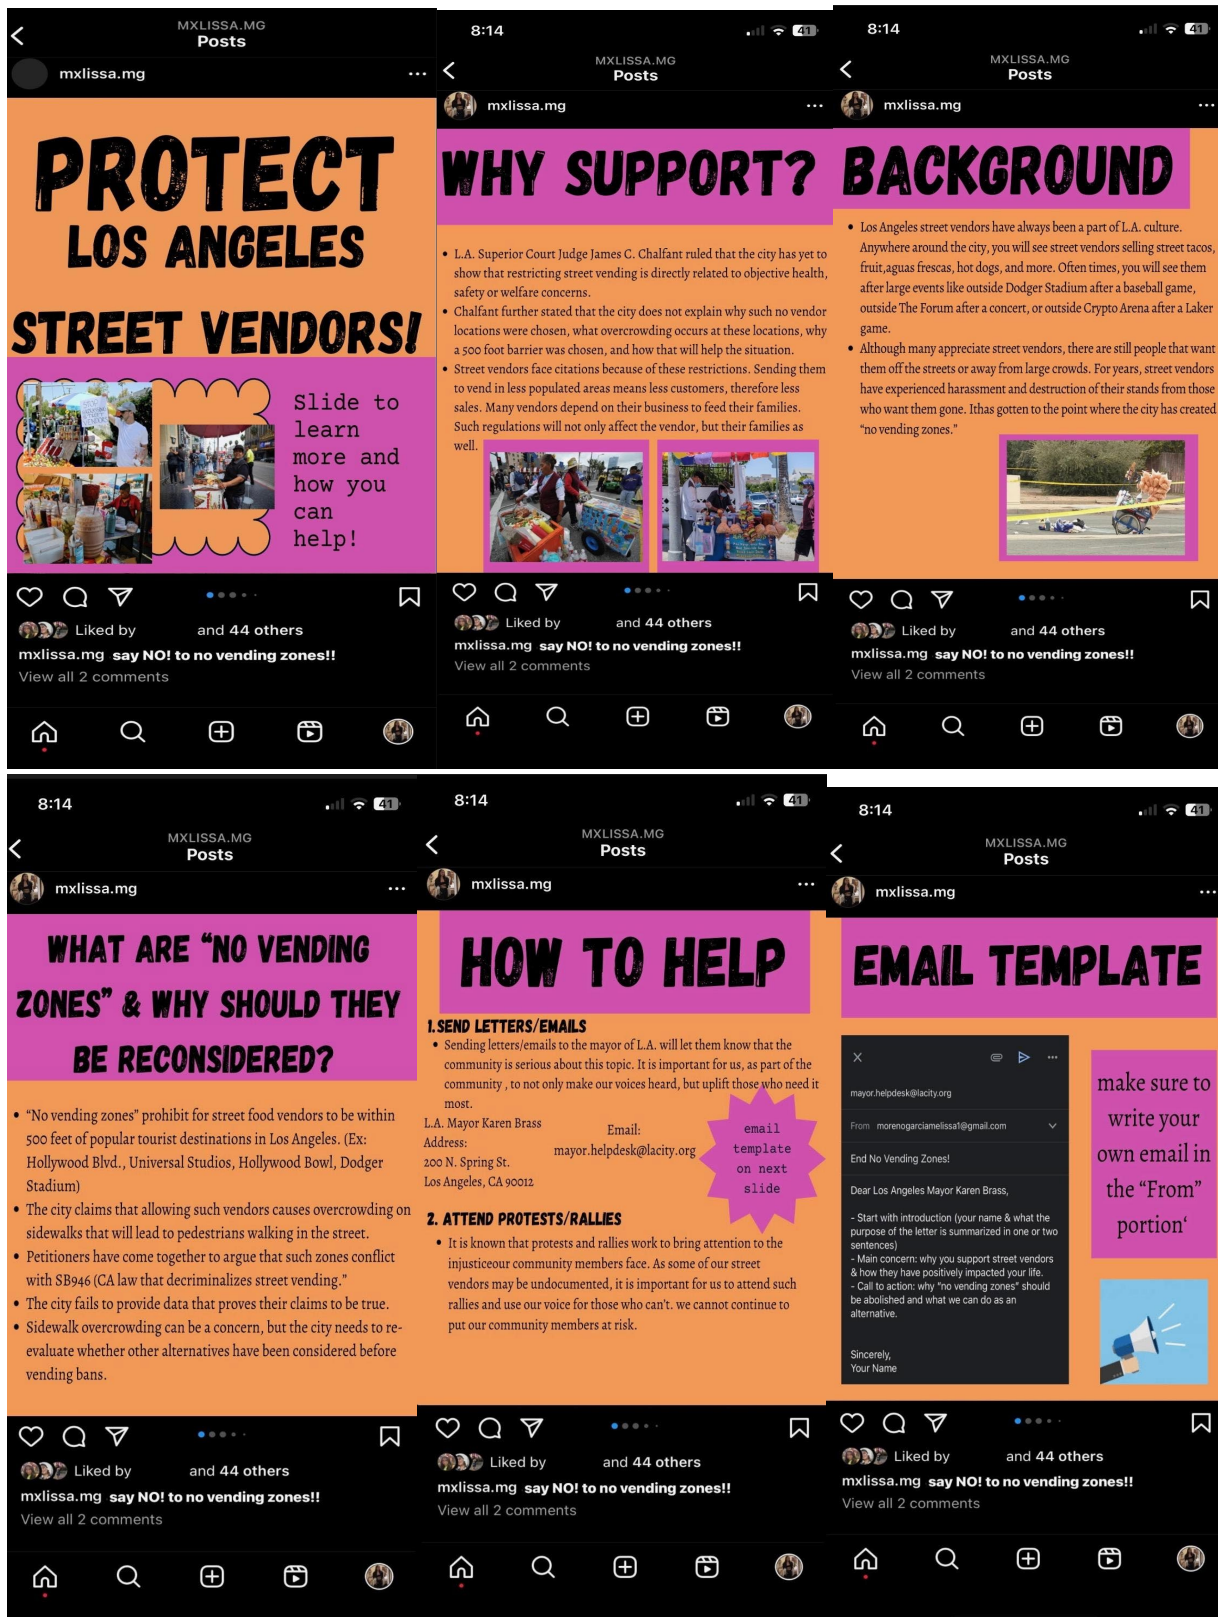 MXLISSA.MG
Posts
mxlissa.mg
PROTECT
LOS ANGELES
STREET VENDORS!
Slide to
learn
more and
how you
can
help!
Liked by and 44 others
mxlissa.mg say NO! to no vending zones!!
View all 2 comments
8:14
41
MXLISSA.MG
Posts
mxlissa.mg
WHY SUPPORT?
• L.A. Superior Court Judge James C. Chalfant ruled that the city has yet to
show that restricting street vending is directly related to objective health,
safety or welfare concerns.
• Chalfant further stated that the city does not explain why such no vendor
locations were chosen, what overcrowding occurs at these locations, why
a 500 foot barrier was chosen, and how that will help the situation.
• Street vendors face citations because of these restrictions. Sending them
to vend in less populated areas means less customers, therefore less
sales. Many vendors depend on their business to feed their families.
Such regulations will not only affect the vendor, but their families as
well.
Liked by and 44 others
mxlissa.mg say NO! to no vending zones!!
View all 2 comments
8:14
41
MXLISSA.MG
Posts
mxlissa.mg
BACKGROUND
• Los Angeles street vendors have always been a part of L.A. culture.
Anywhere around the city, you will see street vendors selling street tacos,
fruit,aguas frescas, hot dogs, and more. Often times, you will see them
after large events like outside Dodger Stadium after a baseball game,
outside The Forum after a concert, or outside Crypto Arena after a Laker
game.
• Although many appreciate street vendors, there are still people that want
them off the streets or away from large crowds. For years, street vendors
have experienced harassment and destruction of their stands from those
who want them gone. Ithas gotten to the point where the city has created
“no vending zones.”
Liked by and 44 others
mxlissa.mg say NO! to no vending zones!!
View all 2 comments
8:14
41
MXLISSA.MG
Posts
mxlissa.mg
WHAT ARE “NO VENDING
ZONES” & WHY SHOULD THEY
BE RECONSIDERED?
• “No vending zones” prohibit for street food vendors to be within
500 feet of popular tourist destinations in Los Angeles. (Ex:
Hollywood Blvd., Universal Studios, Hollywood Bowl, Dodger
Stadium)
• The city claims that allowing such vendors causes overcrowding on
sidewalks that will lead to pedestrians walking in the street.
• Petitioners have come together to argue that such zones conflict
with SB946 (CA law that decriminalizes street vending.”
• The city fails to provide data that proves their claims to be true.
• Sidewalk overcrowding can be a concern, but the city needs to re-
evaluate whether other alternatives have been considered before
vending bans.
Liked by and 44 others
mxlissa.mg say NO! to no vending zones!!
View all 2 comments
8:14
41
MXLISSA.MG
Posts
mxlissa.mg
HOW TO HELP
1.SEND LETTERS/EMAILS
• Sending letters/emails to the mayor of L.A. will let them know that the
community is serious about this topic. It is important for us, as part of the
community , to not only make our voices heard, but uplift those who need it
most.
L.A. Mayor Karen Brass
Address:
200 N. Spring St.
Los Angeles, CA 90012
Email:
mayor.helpdesk@lacity.org
email
template
on next
slide
2. ATTEND PROTESTS/RALLIES
• It is known that protests and rallies work to bring attention to the
injusticeour community members face. As some of our street
vendors may be undocumented, it is important for us to attend such
rallies and use our voice for those who can't. we cannot continue to
put our community members at risk.
Liked by and 44 others
mxlissa.mg say NO! to no vending zones!!
View all 2 comments
8:14
41
MXLISSA.MG
Posts
mxlissa.mg
EMAIL TEMPLATE
mayor.helpdesk@lacity.org
From morenogarciamelissa1@gmail.com
End No Vending Zones!
Dear Los Angeles Mayor Karen Brass,
- Start with introduction (your name & what the
purpose of the letter is summarized in one or two
sentences)
- Main concern: why you support street vendors
& how they have positively impacted your life.
- Call to action: why “no vending zones” should
be abolished and what we can do as an
alternative.
Sincerely,
Your Name
make sure to
write your
own email in
the “From”
portion‘
Liked by and 44 others
mxlissa.mg say NO! to no vending zones!!
View all 2 comments